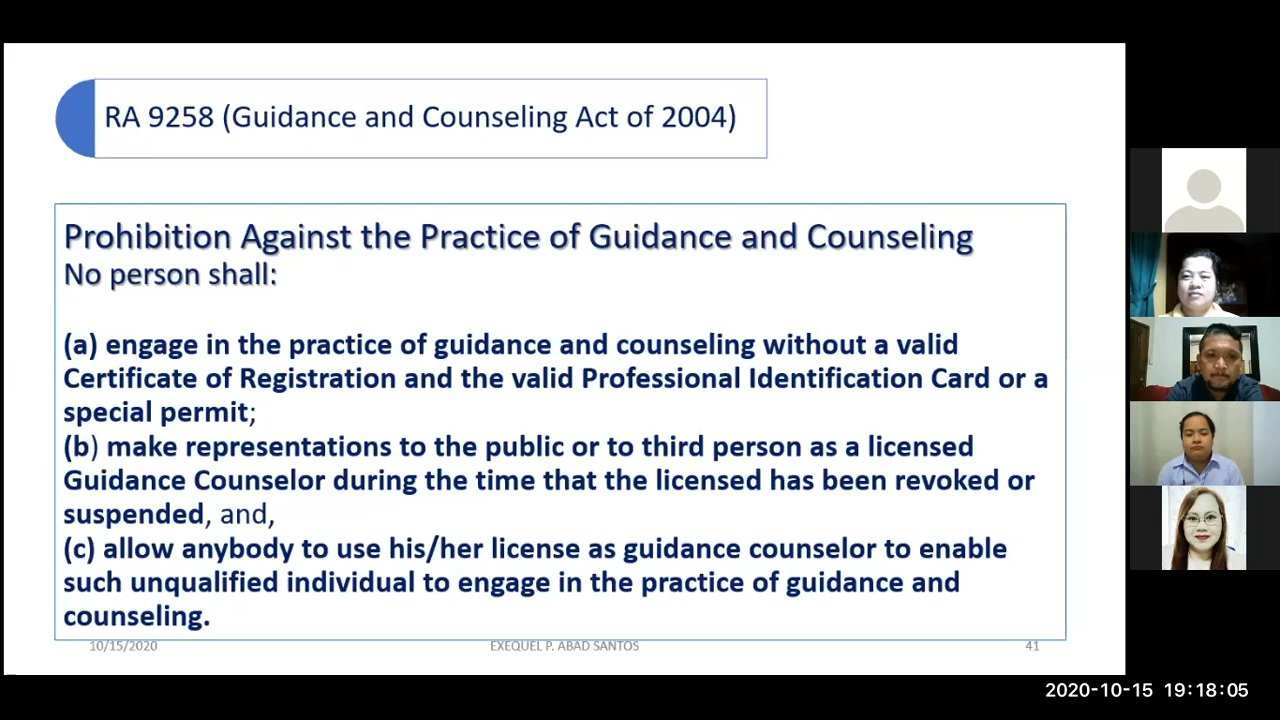 RA 9258 (Guidance and Counseling Act of 2004)
Prohibition Against the Practice of Guidance and Counseling
No person shall:
(a) engage in the practice of guidance and counseling without a valid
Certificate of Registration and the valid Professional Identification Card or a
special permit;
(b) make representations to the public or to third person as a licensed
Guidance Counselor during the time that the licensed has been revoked or
suspended, and,
(c) allow anybody to use his/her license as guidance counselor to enable
such unqualified individual to engage in the practice of guidance and
counseling.
10/15/2020 EXEQUEL P. ABAD SANTOS 41
2020-10-15 19:18:05